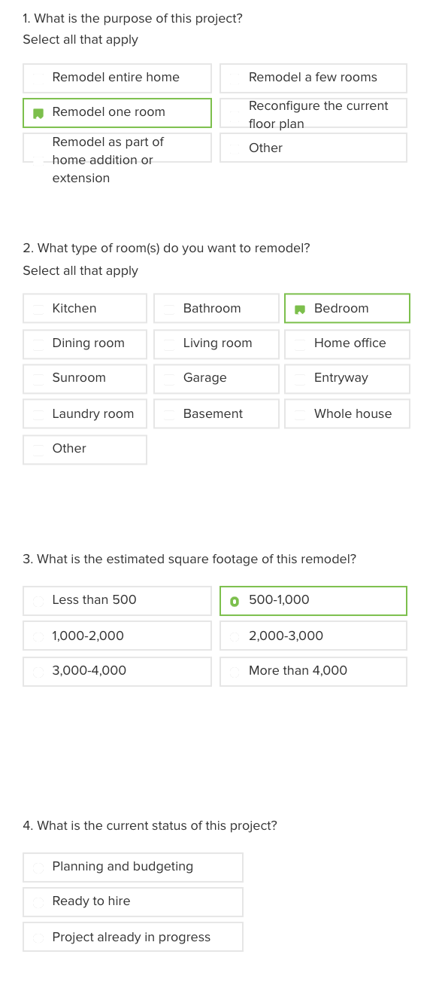 1. What is the purpose of this project?
Select all that apply
Remodel entire home
Remodel a few rooms
Remodel one room
Reconfigure the current
floor plan
Remodel as part of
home addition or
extension
Other
2. What type of room(s) do you want to remodel?
Select all that apply
Kitchen
Bathroom
Bedroom
Dining room
Living room
Home office
Sunroom
Garage
Entryway
Laundry room
Basement
Whole house
Other
3. What is the estimated square footage of this remodel?
Less than 500
500-1,000
1,000-2,000
2,000-3,000
3,000-4,000
More than 4,000
4. What is the current status of this project?
Planning and budgeting
Ready to hire
Project already in progress